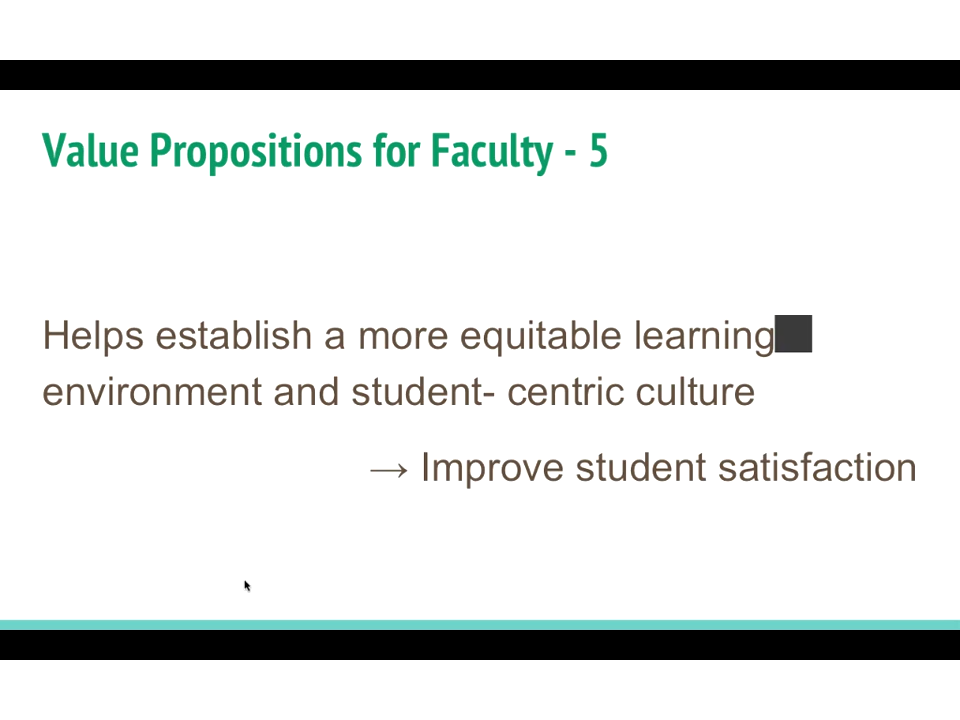 Value Propositions for Faculty - 5
Helps establish a more equitable learning
environment and student- centric culture
→ Improve student satisfaction